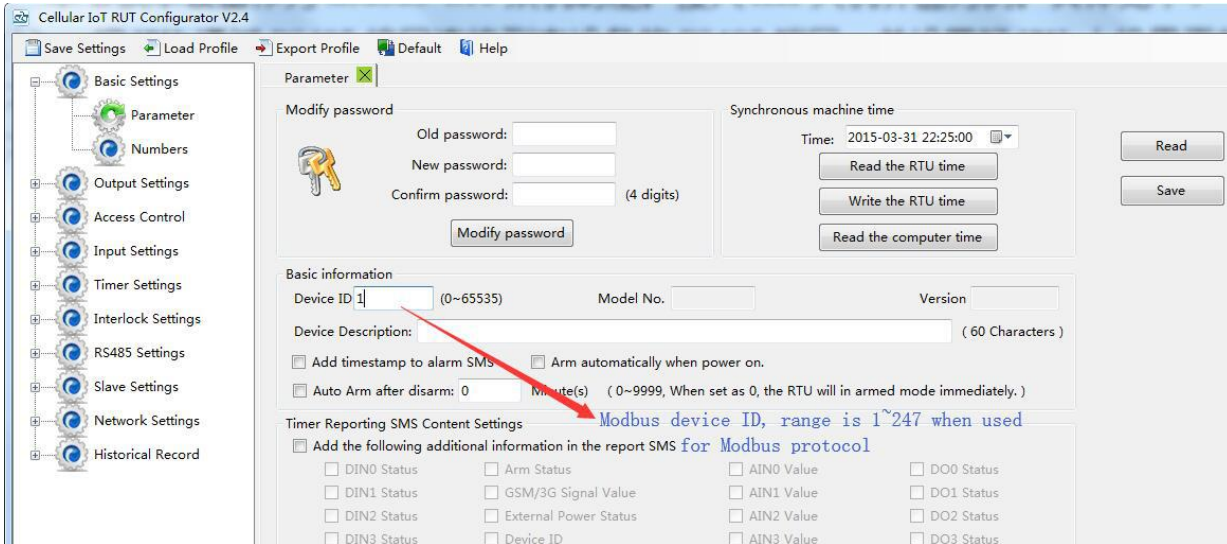 Cellular IoT RUT Configurator V2.4
Save Settings Load Profile Export Profile Default Help
Basic Settings
Parameter
Numbers
Output Settings
Access Control
Input Settings
Timer Settings
Interlock Settings
RS485 Settings
Slave Settings
Network Settings
Historical Record
Parameter
Modify password
Old password:
New password:
Confirm password: (4 digits)
Modify password
Synchronous machine time
Time: 2015-03-31 22:25:00
Read the RTU time
Write the RTU time
Read the computer time
Read
Save
Basic information
Device ID 1 (0~65535) Model No. Version
Device Description: ( 60 Characters )
Add timestamp to alarm SMS Arm automatically when power on.
Auto Arm after disarm: 0 Minute(s) ( 0~9999, When set as 0, the RTU will in armed mode immediately. )
Modbus device ID, range is 1~247 when used
for Modbus protocol
Timer Reporting SMS Content Settings
Add the following additional information in the report SMS
DIN0 Status Arm Status AIN0 Value DO0 Status
DIN1 Status GSM/3G Signal Value AIN1 Value DO1 Status
DIN2 Status External Power Status AIN2 Value DO2 Status
DIN3 Status Device ID AIN3 Value DO3 Status